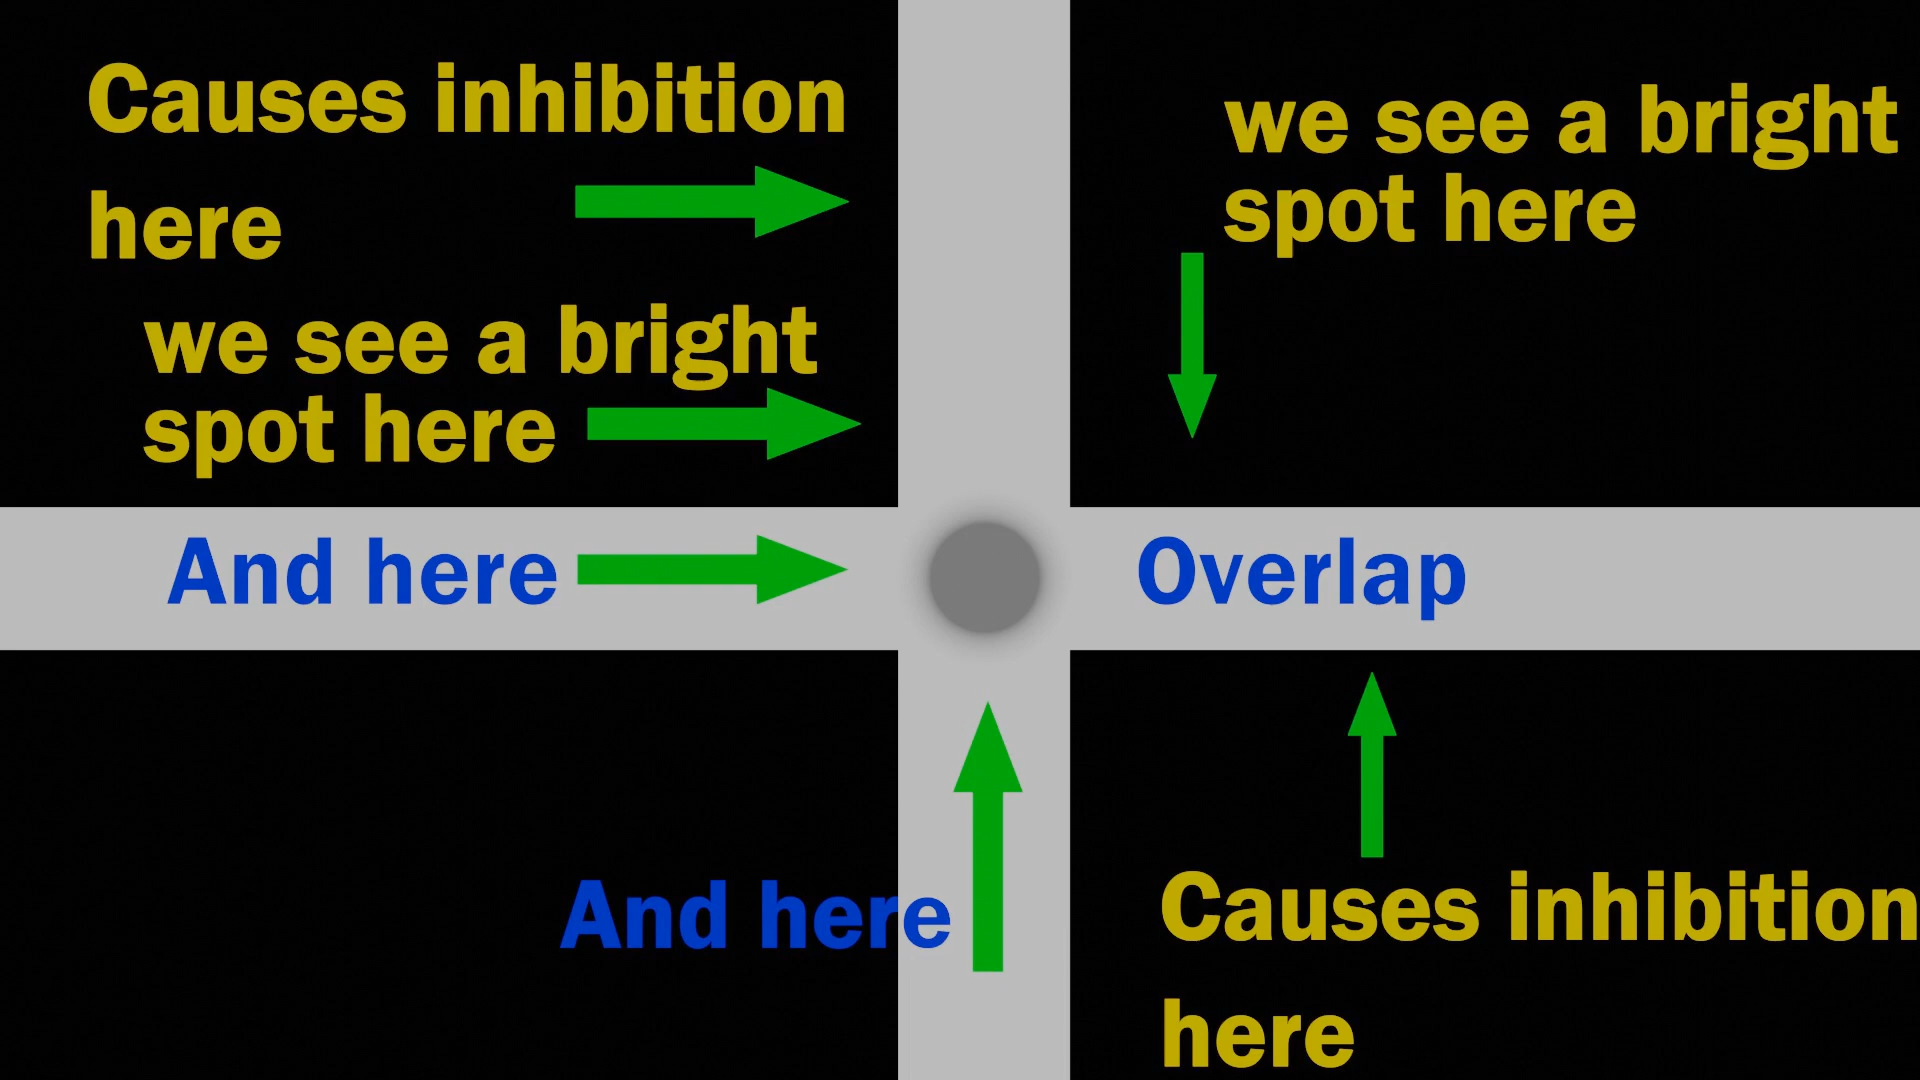 Causes inhibition
here
we see a bright
spot here
we see a bright
spot here
And here
Overlap
And here
Causes inhibition
here